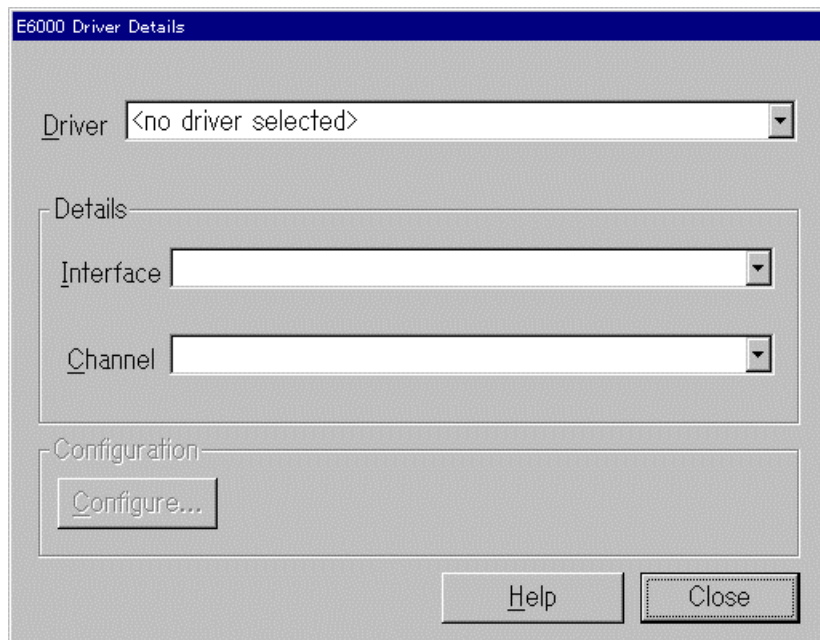 E6000 Driver Details
Driver <no driver selected>
Details
Interface
Channel
Configuration
Configure...
Help Close